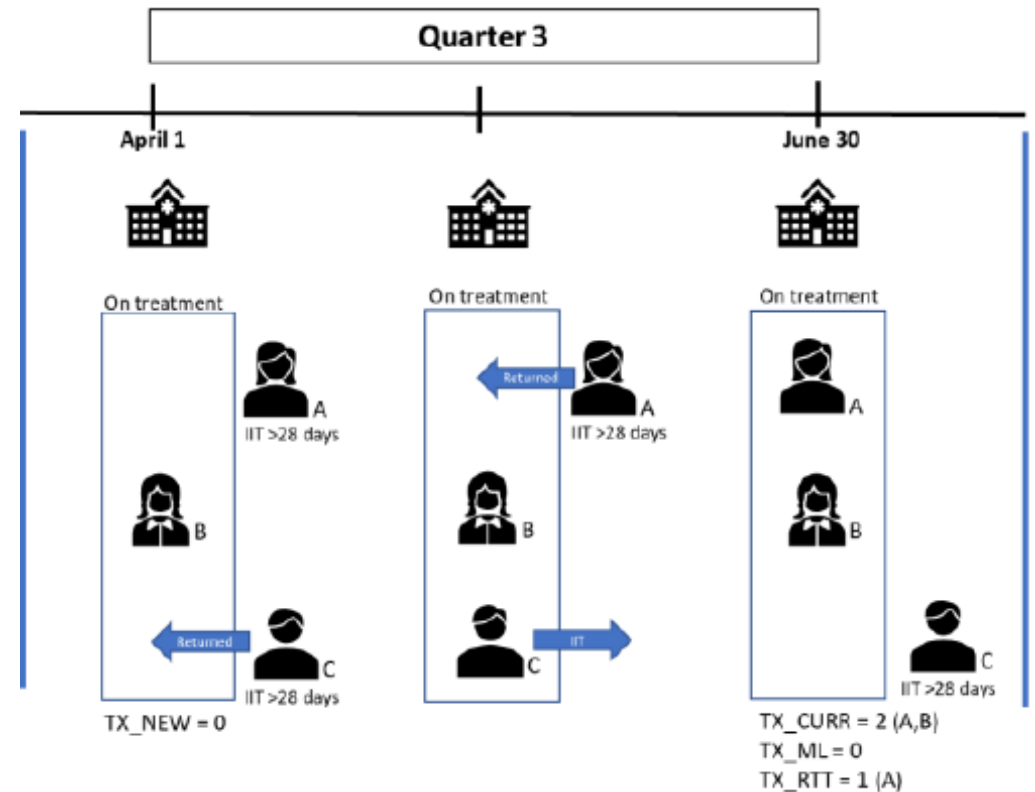 Quarter 3
April 1
June 30
On treatment
On treatment
On treatment
A
IIT >28 days
Returned
A
IIT >28 days
A
B
B
B
Returned
C
IIT >28 days
C
IIT
C
IIT >28 days
TX_NEW = 0
TX_CURR = 2 (A,B)
TX_ML = 0
TX_RTT = 1 (A)